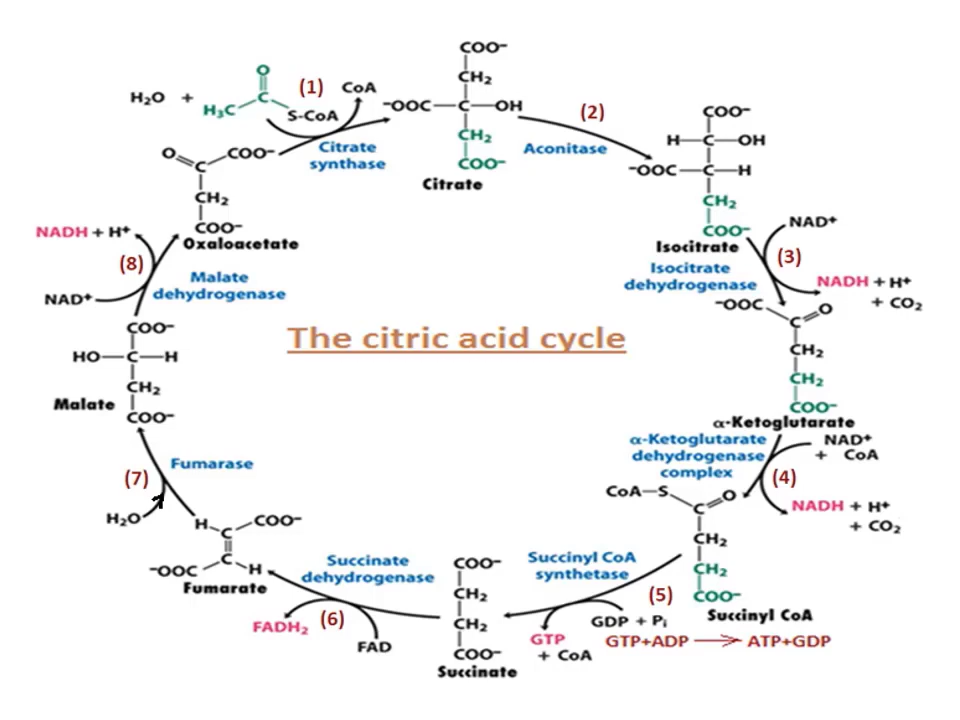 COO⁻
CH₂
⁻OOC—C—OH
CH₂
COO⁻
Citrate
H₂O +
O
H₃C
C
S-CoA
(1)
CoA
Citrate
synthase
(2)
Aconitase
COO⁻
H—C—OH
⁻OOC—C—H
CH₂
COO⁻
Isocitrate
O
C
COO⁻
CH₂
COO⁻
Oxaloacetate
NAD⁺
(3)
Isocitrate
dehydrogenase
NADH + H⁺
+ CO₂
NADH + H⁺
(8)
NAD⁺
Malate
dehydrogenase
⁻OOC
C
O
CH₂
CH₂
COO⁻
α-Ketoglutarate
The citric acid cycle
COO⁻
HO—C—H
CH₂
COO⁻
Malate
α-Ketoglutarate
dehydrogenase
complex
NAD⁺
+ CoA
(4)
NADH + H⁺
+ CO₂
(7)
Fumarase
H₂O
CoA—S
C
O
CH₂
CH₂
COO⁻
Succinyl CoA
H
C
COO⁻
⁻OOC
C
H
Fumarate
Succinate
dehydrogenase
(6)
FADH₂
FAD
COO⁻
CH₂
CH₂
COO⁻
Succinate
Succinyl CoA
synthetase
(5)
GDP + Pᵢ
GTP
+ CoA
GTP+ADP ⟶ ATP+GDP